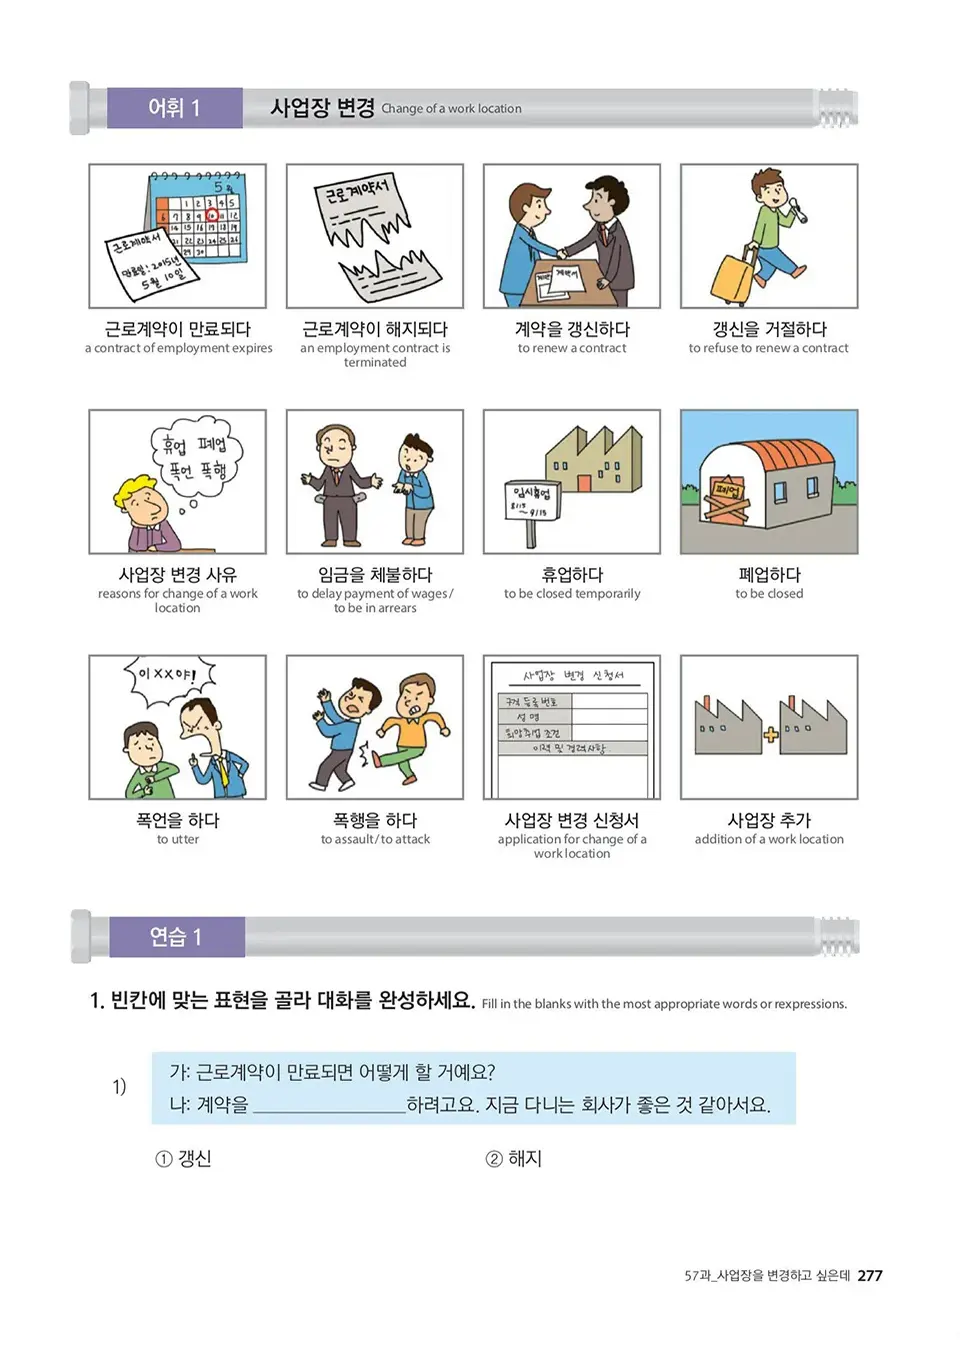 어휘 1
사업장 변경 Change of a work location
5월
1 2 3 4 5
6 7 8 9 10 11 12
14 15 16 17 18 19
21 22 23 24 25 26
29 30
근로계약서
만료일: 2015년
5월 10일
근로계약서
계약서
계약서
근로계약이 만료되다
a contract of employment expires
근로계약이 해지되다
an employment contract is
terminated
계약을 갱신하다
to renew a contract
갱신을 거절하다
to refuse to renew a contract
휴업 폐업
폭언 폭행
임시휴업
8/15
~ 9/15
폐업
사업장 변경 사유
reasons for change of a work
location
임금을 체불하다
to delay payment of wages /
to be in arrears
휴업하다
to be closed temporarily
폐업하다
to be closed
이XX야!
사업장 변경 신청서
구직 등록 번호
성 명
희망취업 조건
이력 및 경력사항
폭언을 하다
to utter
폭행을 하다
to assault / to attack
사업장 변경 신청서
application for change of a
work location
사업장 추가
addition of a work location
연습 1
1. 빈칸에 맞는 표현을 골라 대화를 완성하세요. Fill in the blanks with the most appropriate words or rexpressions.
1)
가: 근로계약이 만료되면 어떻게 할 거예요?
나: 계약을 _______________하려고요. 지금 다니는 회사가 좋은 것 같아서요.
① 갱신 ② 해지
57과_사업장을 변경하고 싶은데 277